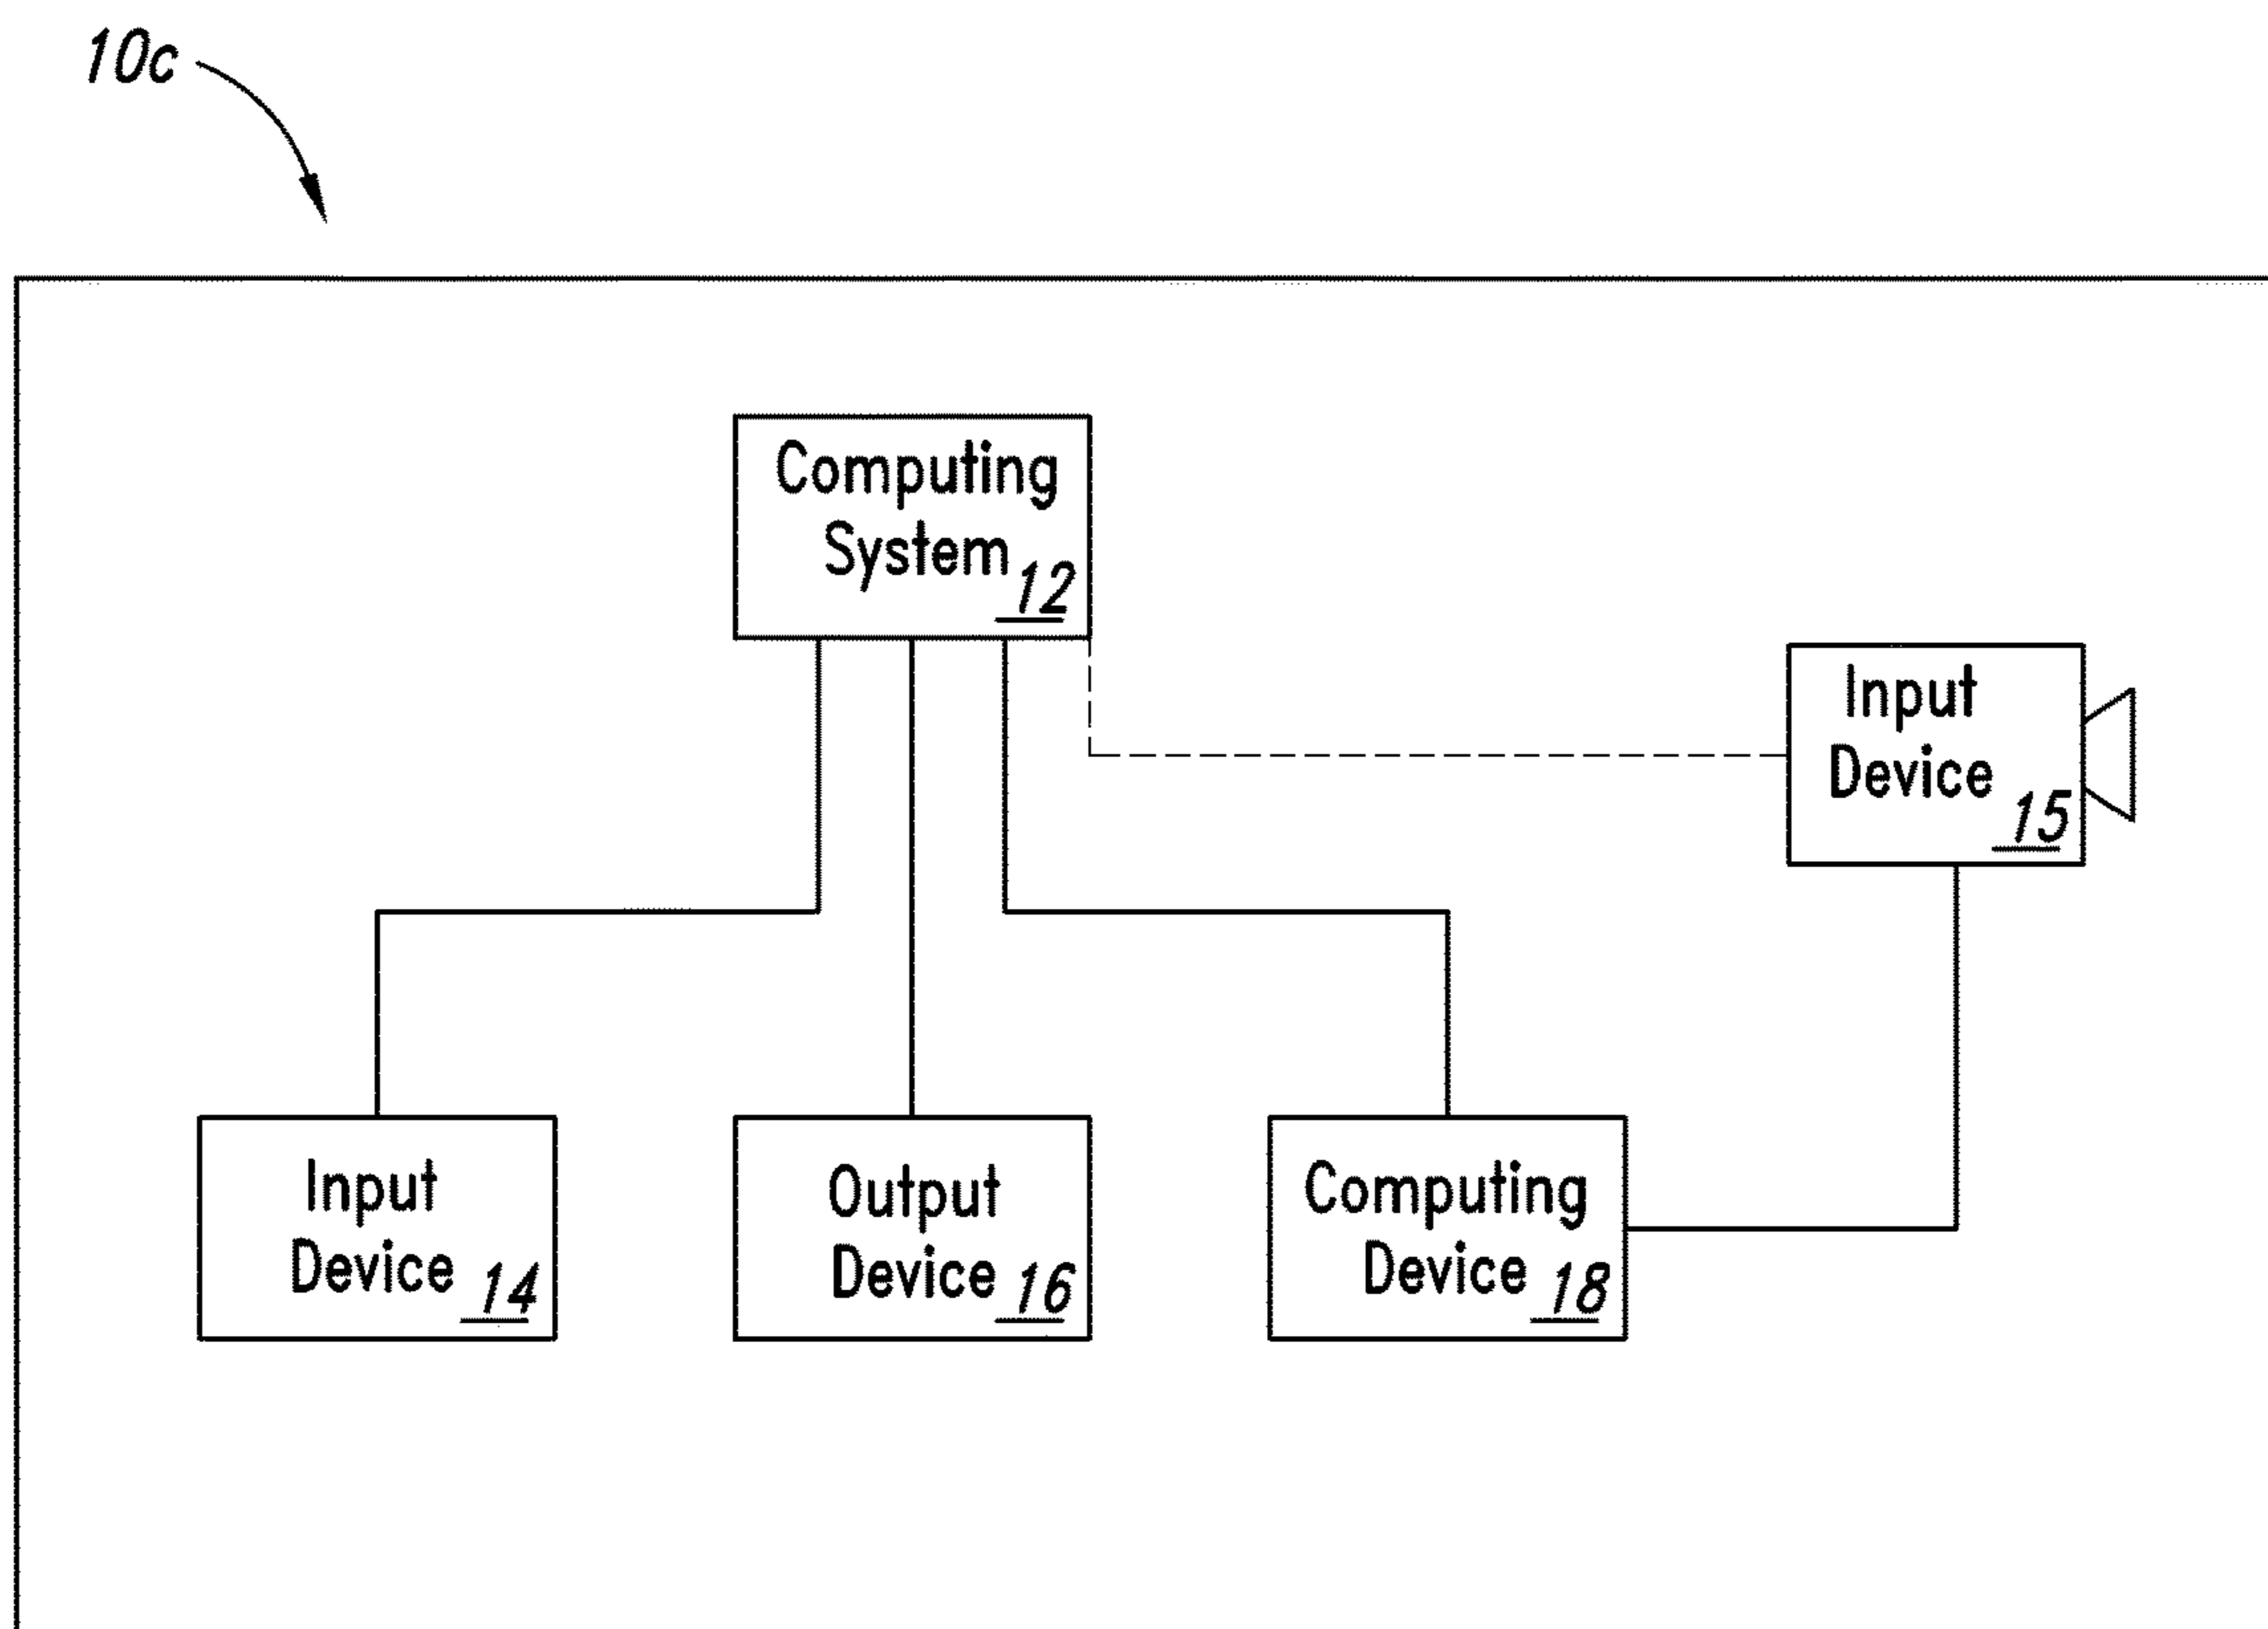 10c
Computing
System 12
Input
Device 15
Input
Device 14
Output
Device 16
Computing
Device 18